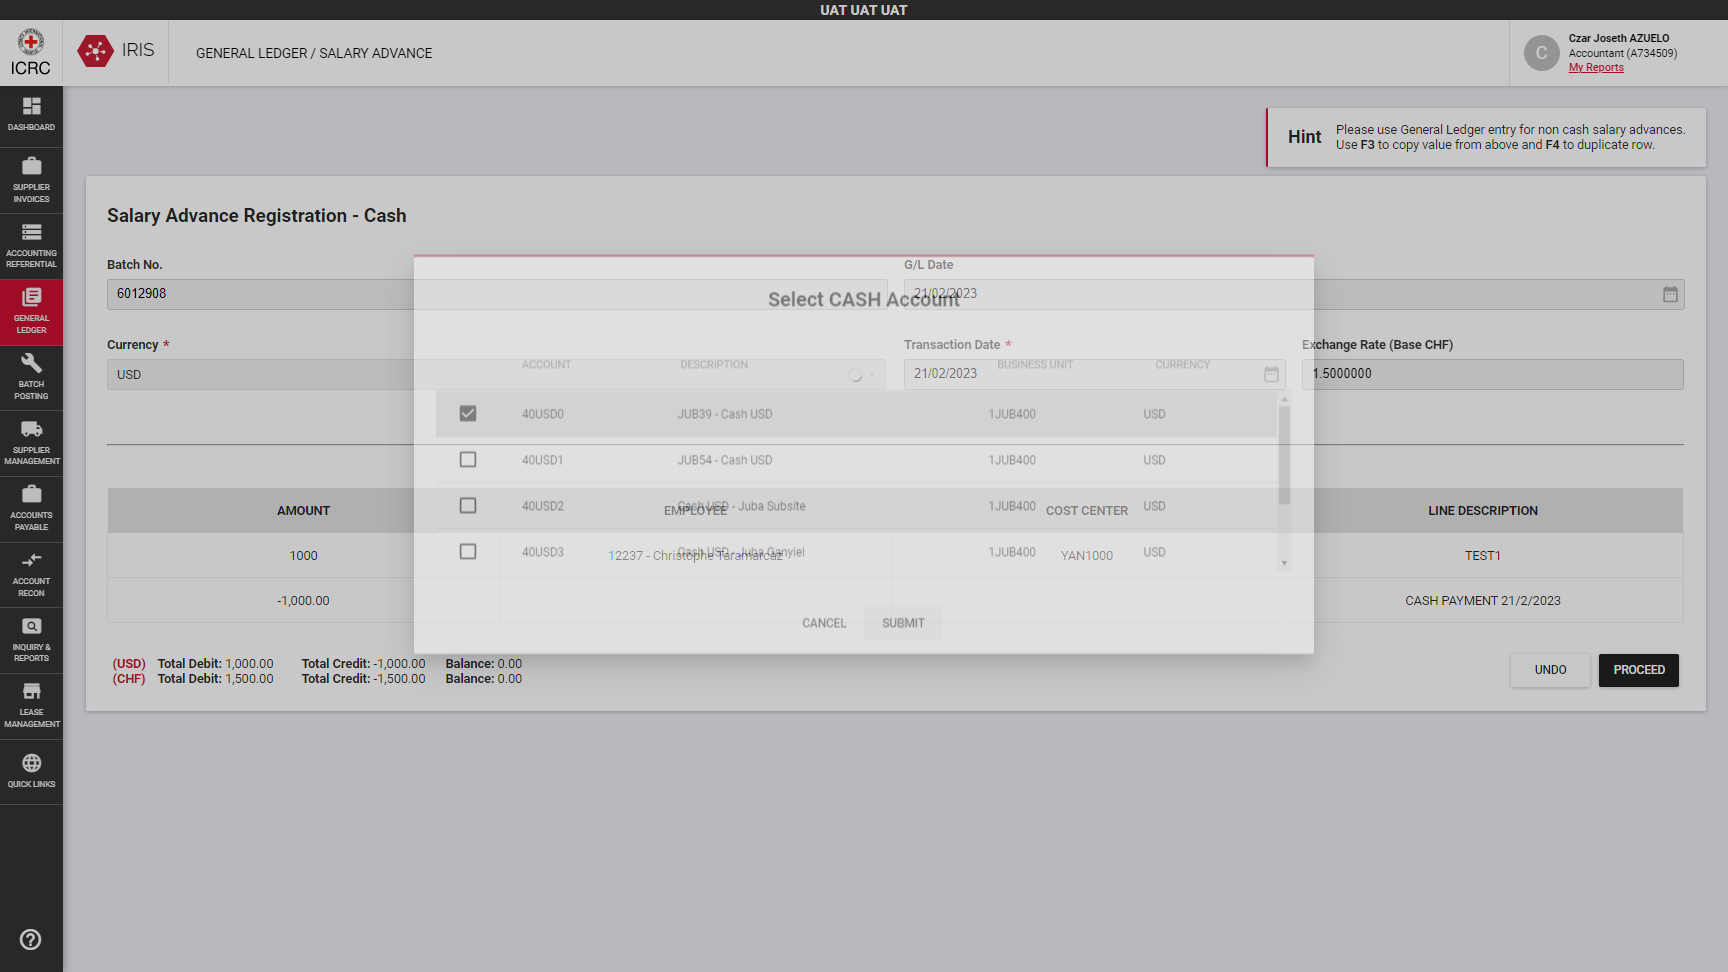 UAT UAT UAT
ICRC
IRIS
GENERAL LEDGER / SALARY ADVANCE
C
Czar Joseth AZUELO
Accountant (A734509)
My Reports
DASHBOARD
SUPPLIER
INVOICES
ACCOUNTING
REFERENTIAL
GENERAL
LEDGER
BATCH
POSTING
SUPPLIER
MANAGEMENT
ACCOUNTS
PAYABLE
ACCOUNT
RECON
INQUIRY &
REPORTS
LEASE
MANAGEMENT
QUICK LINKS
Hint
Please use General Ledger entry for non cash salary advances.
Use F3 to copy value from above and F4 to duplicate row.
Salary Advance Registration - Cash
Batch No.
G/L Date
6012908
21/02/2023
Currency *
Transaction Date *
Exchange Rate (Base CHF)
USD
21/02/2023
1.5000000
Select CASH Account
ACCOUNT DESCRIPTION BUSINESS UNIT CURRENCY
40USD0 JUB39 - Cash USD 1JUB400 USD
40USD1 JUB54 - Cash USD 1JUB400 USD
40USD2 Cash USD - Juba Subsite 1JUB400 USD
40USD3 Cash USD - Juba Ganyiel 1JUB400 USD
CANCEL SUBMIT
AMOUNT EMPLOYEE COST CENTER LINE DESCRIPTION
1000 12237 - Christophe Taramarcaz YAN1000 TEST1
-1,000.00 CASH PAYMENT 21/2/2023
(USD) Total Debit: 1,000.00 Total Credit: -1,000.00 Balance: 0.00
(CHF) Total Debit: 1,500.00 Total Credit: -1,500.00 Balance: 0.00
UNDO PROCEED